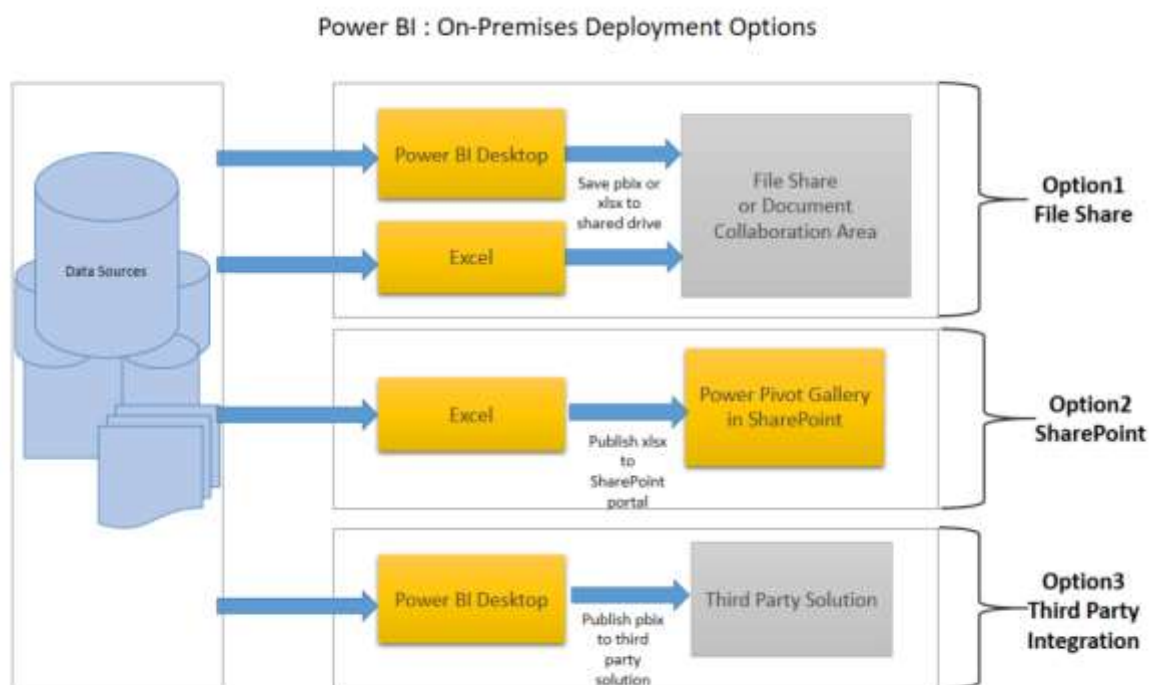 Power BI : On-Premises Deployment Options
Data Sources
Power BI Desktop
Save pbix or
xlsx to
shared drive
Excel
File Share
or Document
Collaboration Area
Option1
File Share
Excel
Publish xlsx
to
SharePoint
portal
Power Pivot Gallery
in SharePoint
Option2
SharePoint
Power BI Desktop
Publish pbix
to third
party
solution
Third Party Solution
Option3
Third Party
Integration